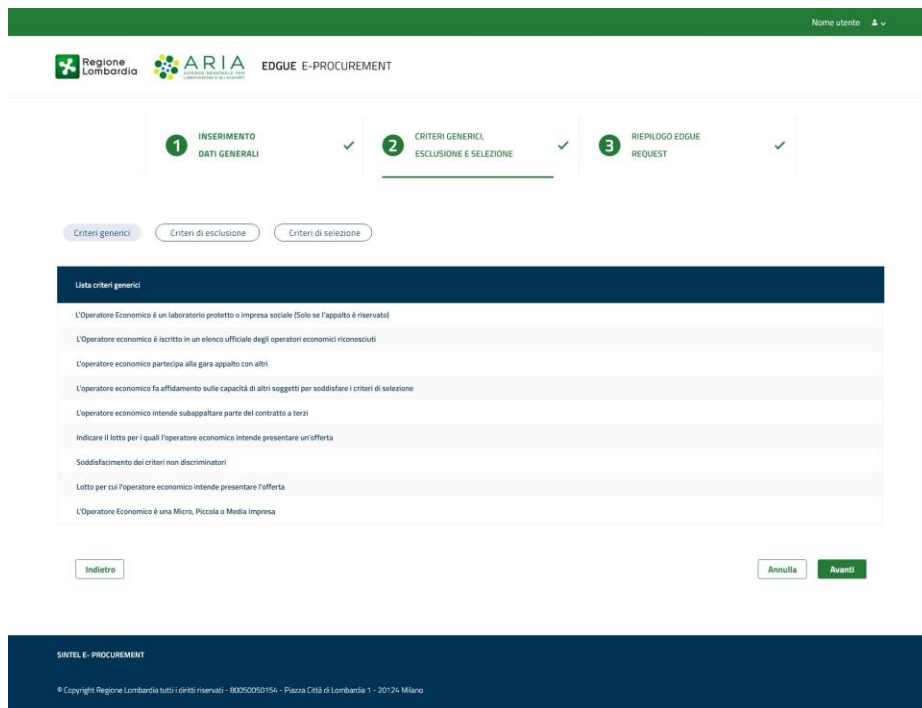 Nome utente
Regione
Lombardia
ARIA
AZIENDA REGIONALE PER
L'INNOVAZIONE E GLI ACQUISTI
EDGUE E-PROCUREMENT
1 INSERIMENTO
DATI GENERALI
2 CRITERI GENERICI,
ESCLUSIONE E SELEZIONE
3 RIEPILOGO EDGUE
REQUEST
Criteri generici
Criteri di esclusione
Criteri di selezione
Lista criteri generici
L'Operatore Economico è un laboratorio protetto o impresa sociale (Solo se l'appalto è riservato)
L'Operatore economico è iscritto in un elenco ufficiale degli operatori economici riconosciuti
L'operatore economico partecipa alla gara appalto con altri
L'operatore economico fa affidamento sulle capacità di altri soggetti per soddisfare i criteri di selezione
L'operatore economico intende subappaltare parte del contratto a terzi
Indicare il lotto per i quali l'operatore economico intende presentare un'offerta
Soddisfacimento dei criteri non discriminatori
Lotto per cui l'operatore economico intende presentare l'offerta
L'Operatore Economico è una Micro, Piccola o Media Impresa
Indietro
Annulla
Avanti
SINTEL E- PROCUREMENT
© Copyright Regione Lombardia tutti i diritti riservati - 80050050154 - Piazza Città di Lombardia 1 - 20124 Milano